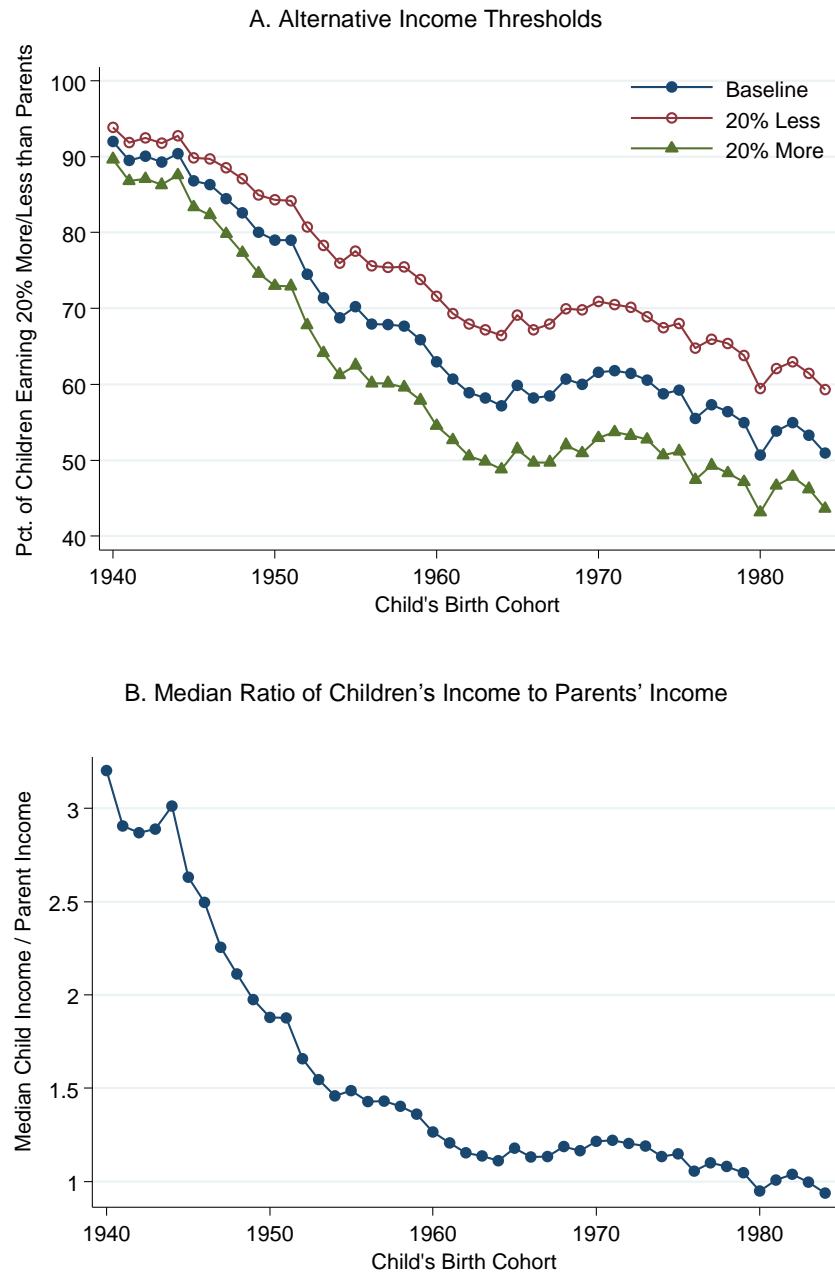 A. Alternative Income Thresholds
Pct. of Children Earning 20% More/Less than Parents
100
90
80
70
60
50
40
Baseline
20% Less
20% More
1940 1950 1960 1970 1980
Child's Birth Cohort
B. Median Ratio of Children’s Income to Parents’ Income
Median Child Income / Parent Income
3
2.5
2
1.5
1
1940 1950 1960 1970 1980
Child's Birth Cohort